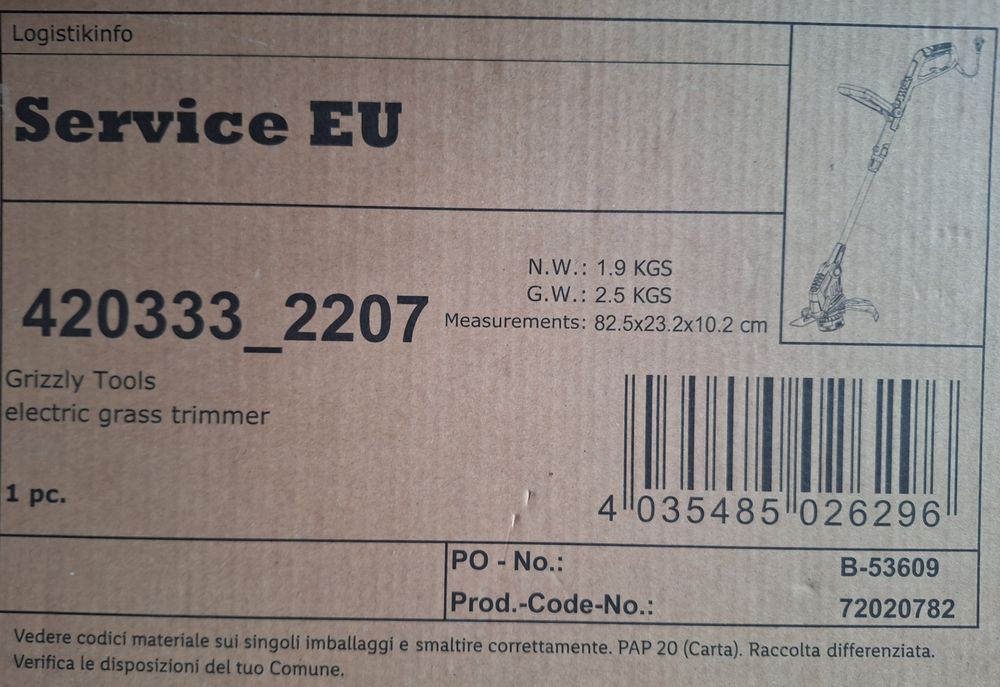 Logistikinfo
Service EU
N.W.: 1.9 KGS
G.W.: 2.5 KGS
Measurements: 82.5x23.2x10.2 cm
420333_2207
Grizzly Tools
electric grass trimmer
1 pc.
4 035485 026296
PO - No.: B-53609
Prod.-Code-No.: 72020782
Vedere codici materiale sui singoli imballaggi e smaltire correttamente. PAP 20 (Carta). Raccolta differenziata.
Verifica le disposizioni del tuo Comune.